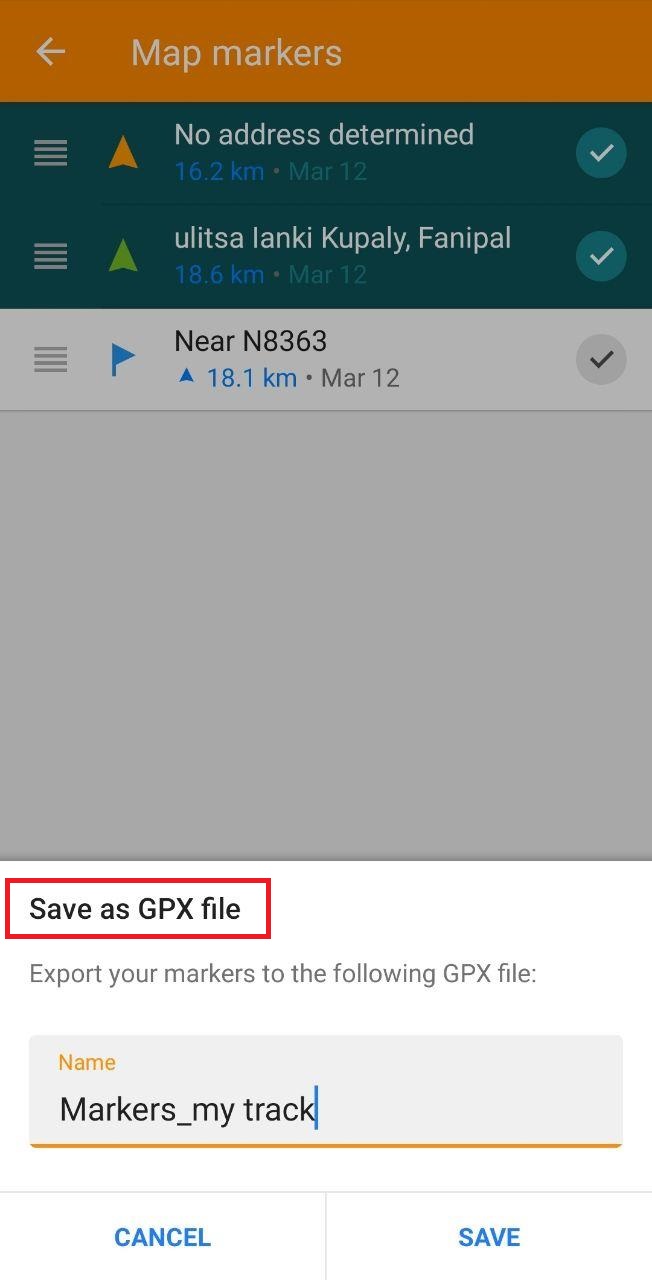 Map markers
No address determined
16.2 km • Mar 12
ulitsa Ianki Kupaly, Fanipal
18.6 km • Mar 12
Near N8363
18.1 km • Mar 12
Save as GPX file
Export your markers to the following GPX file:
Name
Markers_my track
CANCEL SAVE